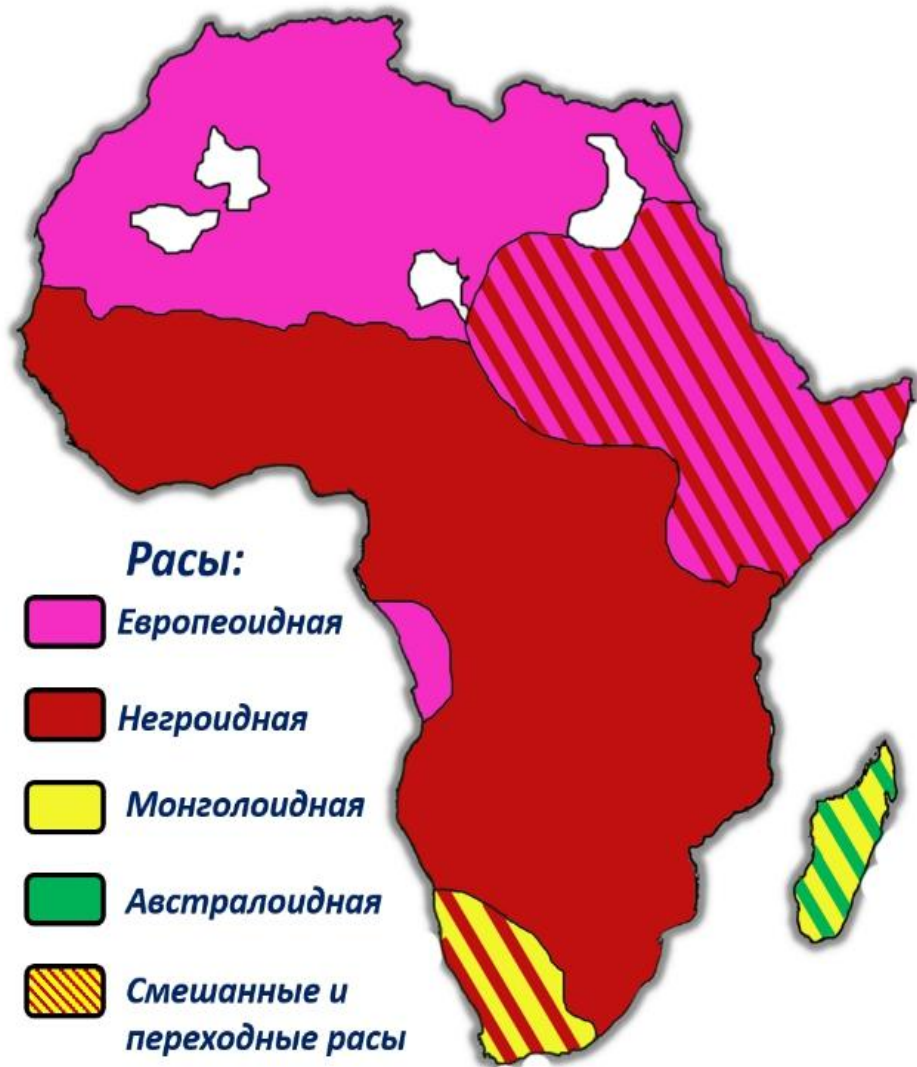 Расы:
Европеоидная
Негроидная
Монголоидная
Австралоидная
Смешанные и
переходные расы